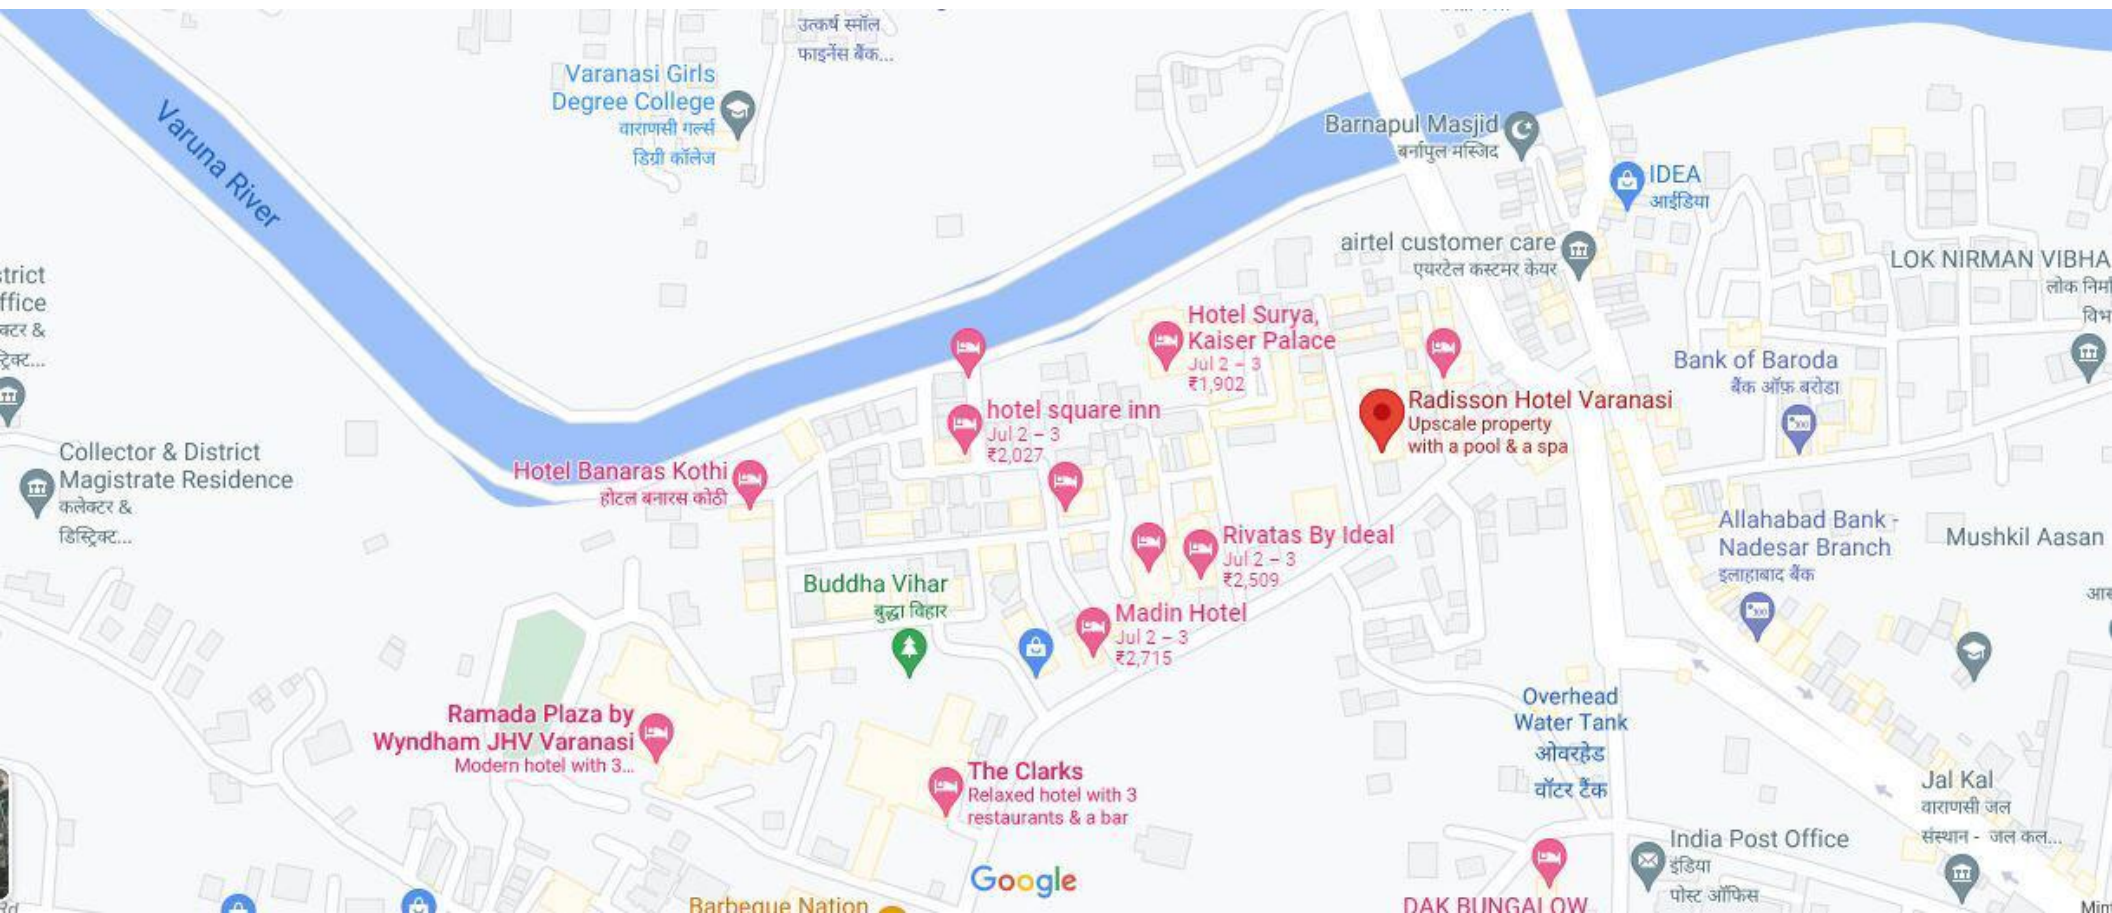 उत्कर्ष स्मॉल
फाइनेंस बैंक...
Varanasi Girls
Degree College
वाराणसी गर्ल्स
डिग्री कॉलेज
Varuna River
Barnapul Masjid
बर्नापुल मस्जिद
IDEA
आईडिया
airtel customer care
एयरटेल कस्टमर केयर
LOK NIRMAN VIBHA
लोक निर्म
विभ
strict
ffice
क्टर &
ट्रिक्ट...
Hotel Surya,
Kaiser Palace
Jul 2 – 3
₹1,902
Bank of Baroda
बैंक ऑफ़ बरोडा
Radisson Hotel Varanasi
Upscale property
with a pool & a spa
hotel square inn
Jul 2 – 3
₹2,027
Collector & District
Magistrate Residence
कलेक्टर &
डिस्ट्रिक्ट...
Hotel Banaras Kothi
होटल बनारस कोठी
Allahabad Bank -
Nadesar Branch
इलाहाबाद बैंक
Mushkil Aasan
आस
Rivatas By Ideal
Jul 2 – 3
₹2,509
Buddha Vihar
बुद्धा विहार
Madin Hotel
Jul 2 – 3
₹2,715
Ramada Plaza by
Wyndham JHV Varanasi
Modern hotel with 3...
Overhead
Water Tank
ओवरहेड
वॉटर टैंक
The Clarks
Relaxed hotel with 3
restaurants & a bar
Jal Kal
वाराणसी जल
संस्थान - जल कल...
India Post Office
इंडिया
पोस्ट ऑफिस
Google
Barbeque Nation
DAK BUNGALOW
Rd
Mint